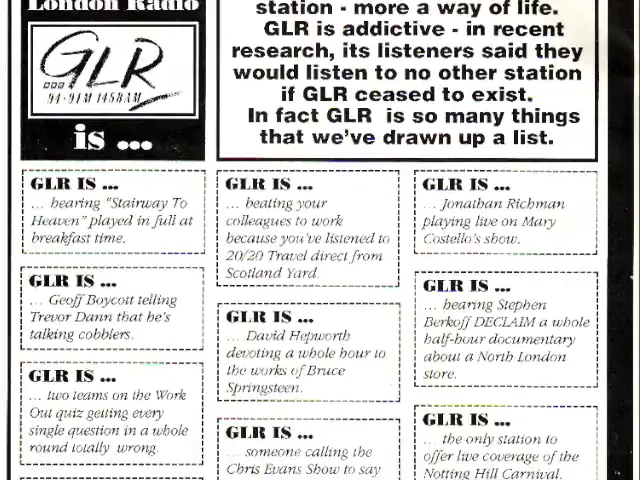 London Radio
GLR
BBC
94·91M 1458AM
is ...
station - more a way of life.
GLR is addictive - in recent
research, its listeners said they
would listen to no other station
if GLR ceased to exist.
In fact GLR is so many things
that we've drawn up a list.
GLR IS ...
... hearing "Stairway To
Heaven" played in full at
breakfast time.
GLR IS ...
... Geoff Boycott telling
Trevor Dann that he's
talking cobblers.
GLR IS ...
... two teams on the Work
Out quiz getting every
single question in a whole
round totally wrong.
GLR IS ...
... beating your
colleagues to work
because you've listened to
20/20 Travel direct from
Scotland Yard.
GLR IS ...
... David Hepworth
devoting a whole hour to
the works of Bruce
Springsteen.
GLR IS ...
... someone calling the
Chris Evans Show to say
GLR IS ...
... Jonathan Richman
playing live on Mary
Costello's show.
GLR IS ...
... hearing Stephen
Berkoff DECLAIM a whole
half-hour documentary
about a North London
store.
GLR IS ...
... the only station to
offer live coverage of the
Notting Hill Carnival.